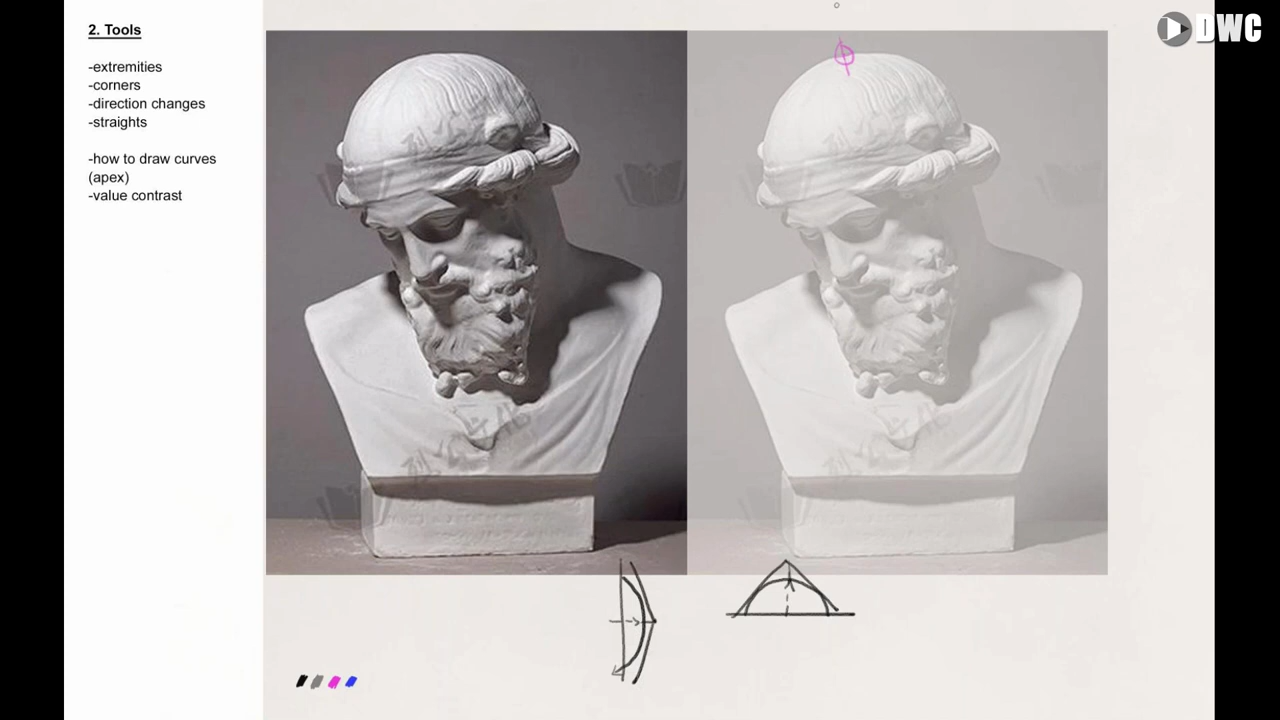 2. Tools
-extremities
-corners
-direction changes
-straights
-how to draw curves
(apex)
-value contrast
DWC